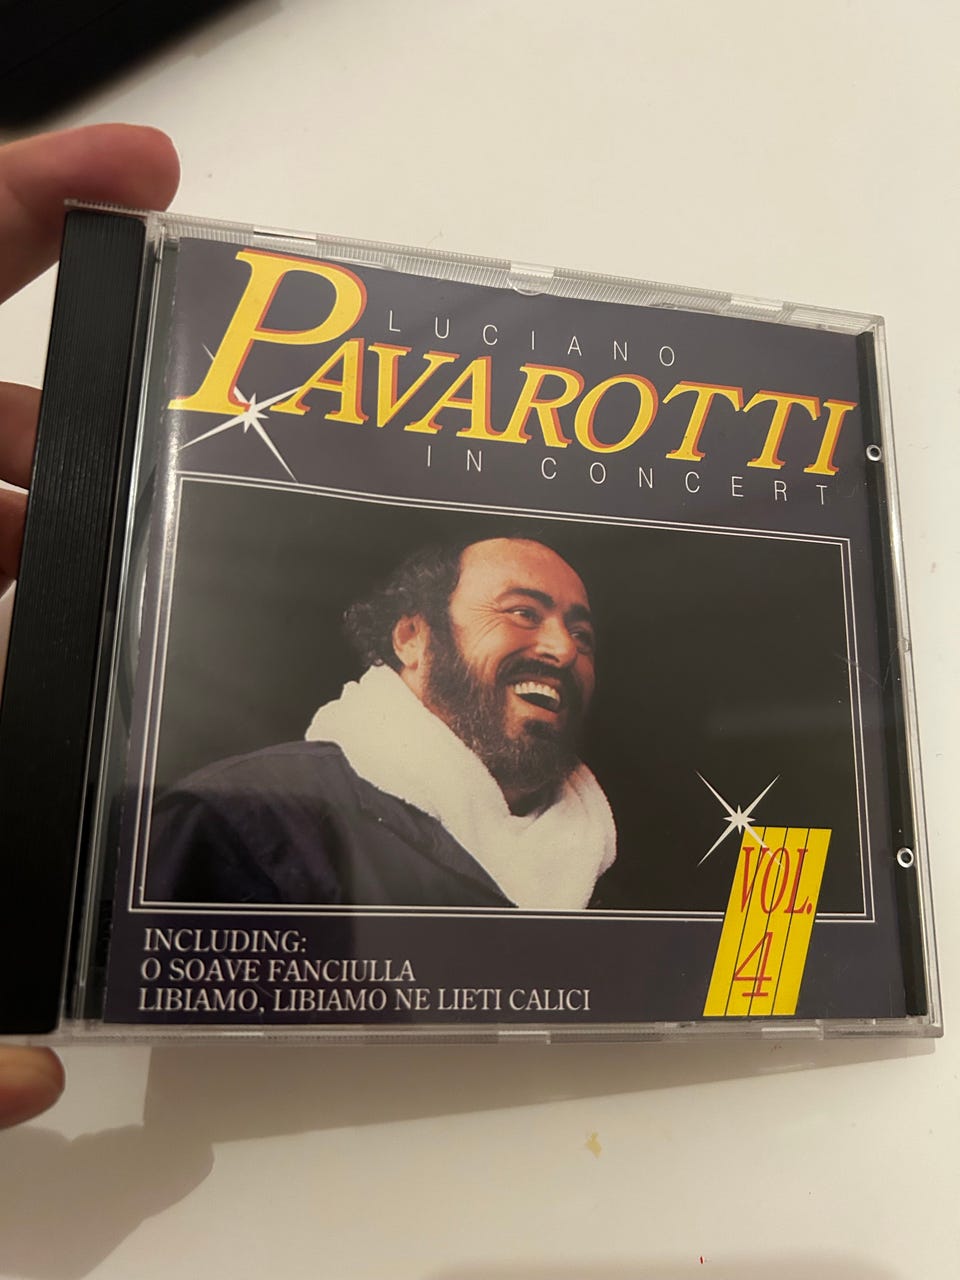 LUCIANO
PAVAROTTI
IN CONCERT
VOL.
4
INCLUDING:
O SOAVE FANCIULLA
LIBIAMO, LIBIAMO NE LIETI CALICI